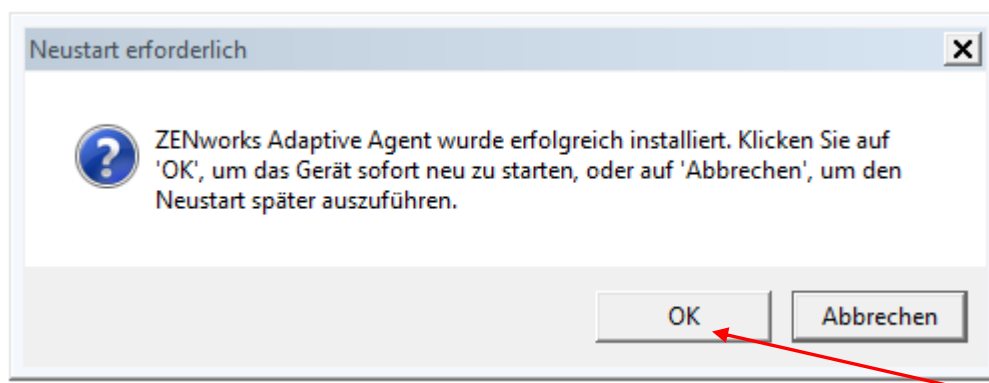 Neustart erforderlich
ZENworks Adaptive Agent wurde erfolgreich installiert. Klicken Sie auf
'OK', um das Gerät sofort neu zu starten, oder auf 'Abbrechen', um den
Neustart später auszuführen.
OK
Abbrechen